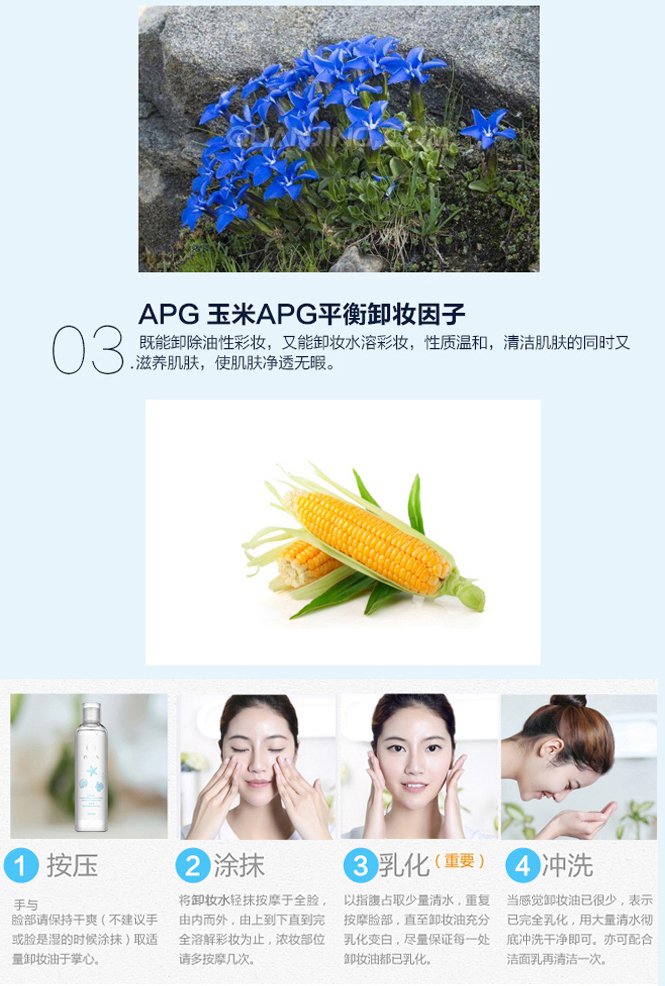 QUANJING.COM
APG 玉米APG平衡卸妆因子
03.
既能卸除油性彩妆，又能卸妆水溶彩妆，性质温和，清洁肌肤的同时又
滋养肌肤，使肌肤净透无暇。
1 按压
手与
脸部请保持干爽（不建议手
或脸是湿的时候涂抹）取适
量卸妆油于掌心。
2 涂抹
将卸妆水轻抹按摩于全脸，
由内而外，由上到下直到完
全溶解彩妆为止，浓妆部位
请多按摩几次。
3 乳化（重要）
以指腹占取少量清水，重复
按摩脸部，直至卸妆油充分
乳化变白，尽量保证每一处
卸妆油都已乳化。
4 冲洗
当感觉卸妆油已很少，表示
已完全乳化，用大量清水彻
底冲洗干净即可。亦可配合
洁面乳再清洁一次。